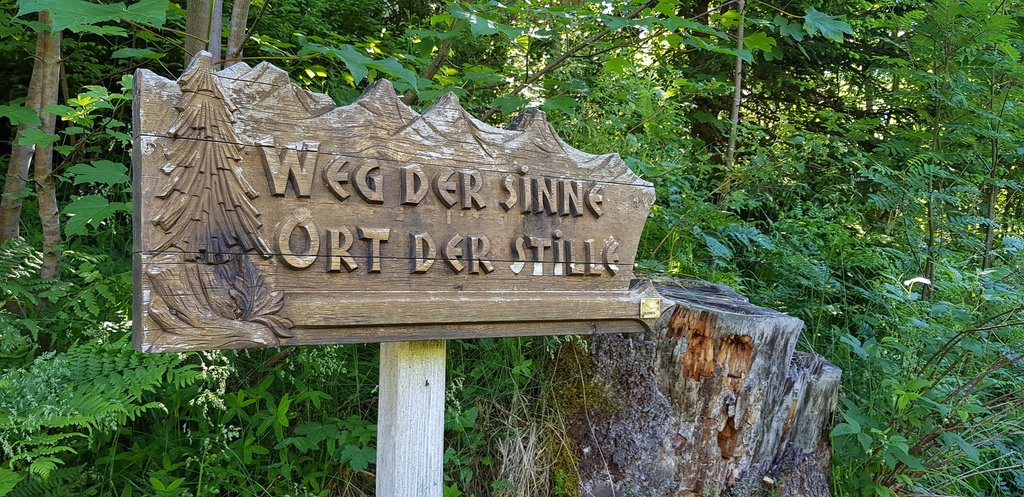 WEG DER SINNE
ORT DER STILLE